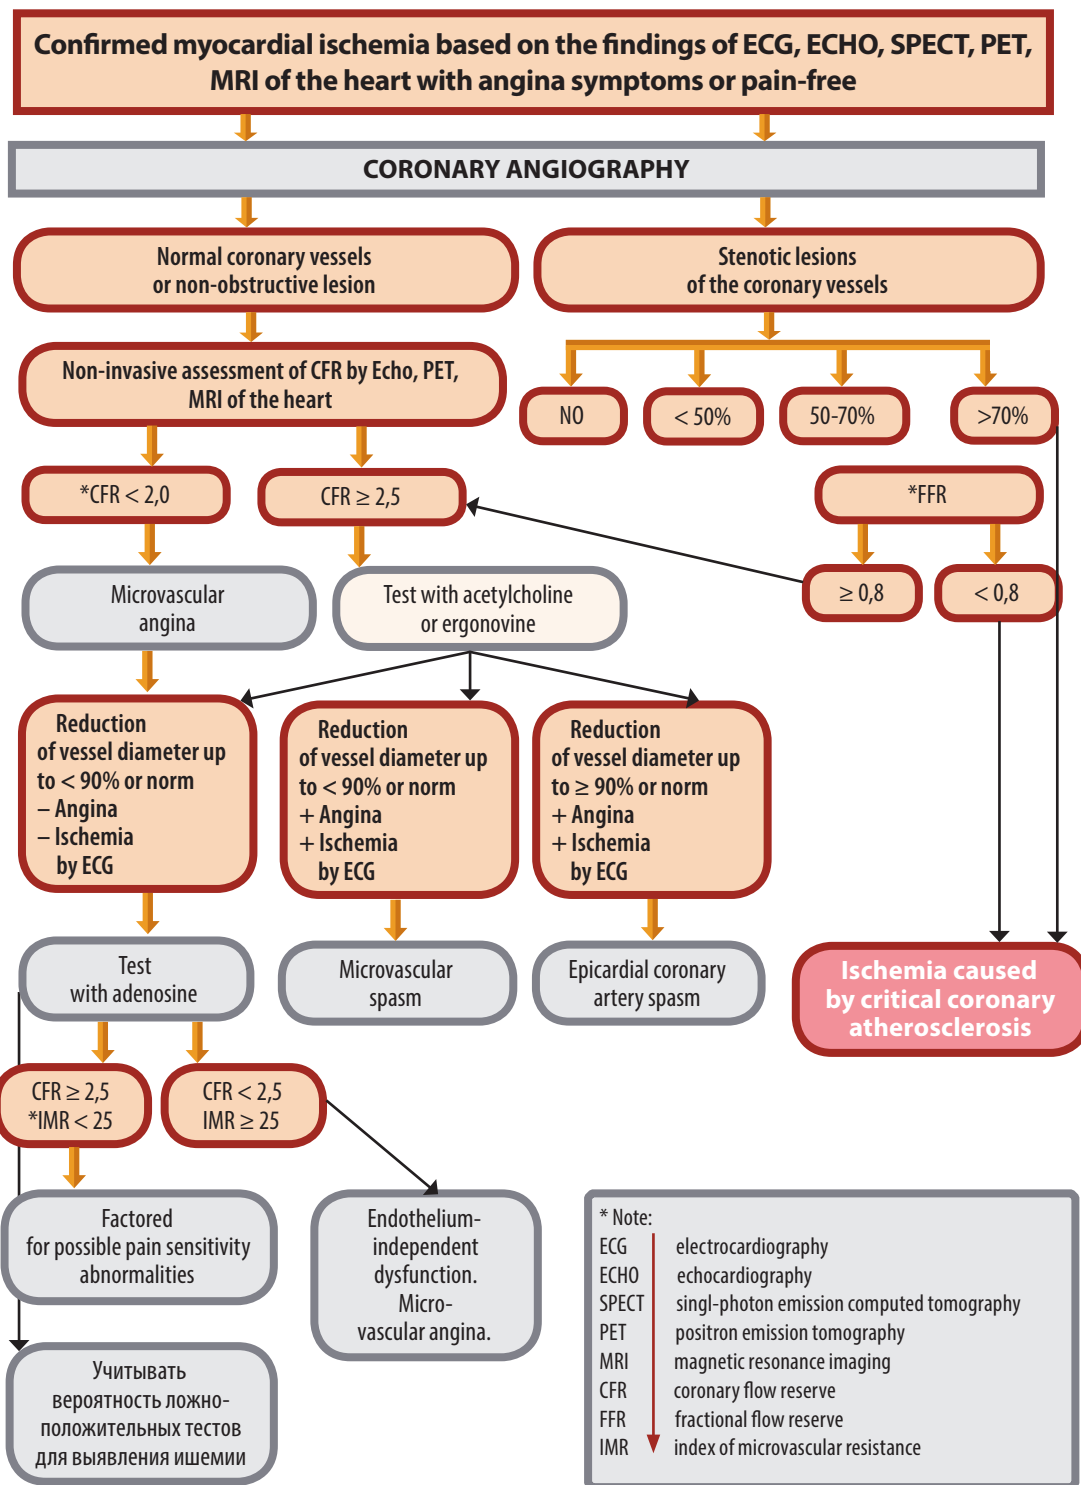 Confirmed myocardial ischemia based on the findings of ECG, ECHO, SPECT, PET,
MRI of the heart with angina symptoms or pain-free
CORONARY ANGIOGRAPHY
Normal coronary vessels
or non-obstructive lesion
Stenotic lesions
of the coronary vessels
Non-invasive assessment of CFR by Echo, PET,
MRI of the heart
NO
< 50%
50-70%
>70%
*CFR < 2,0
CFR ≥ 2,5
*FFR
Microvascular
angina
Test with acetylcholine
or ergonovine
≥ 0,8
< 0,8
Reduction
of vessel diameter up
to < 90% or norm
– Angina
– Ischemia
by ECG
Reduction
of vessel diameter up
to < 90% or norm
+ Angina
+ Ischemia
by ECG
Reduction
of vessel diameter up
to ≥ 90% or norm
+ Angina
+ Ischemia
by ECG
Test
with adenosine
Microvascular
spasm
Epicardial coronary
artery spasm
Ischemia caused
by critical coronary
atherosclerosis
CFR ≥ 2,5
*IMR < 25
CFR < 2,5
IMR ≥ 25
Factored
for possible pain sensitivity
abnormalities
Endothelium-
independent
dysfunction.
Micro-
vascular angina.
Учитывать
вероятность ложно-
положительных тестов
для выявления ишемии
* Note:
ECG electrocardiography
ECHO echocardiography
SPECT singl-photon emission computed tomography
PET positron emission tomography
MRI magnetic resonance imaging
CFR coronary flow reserve
FFR fractional flow reserve
IMR index of microvascular resistance